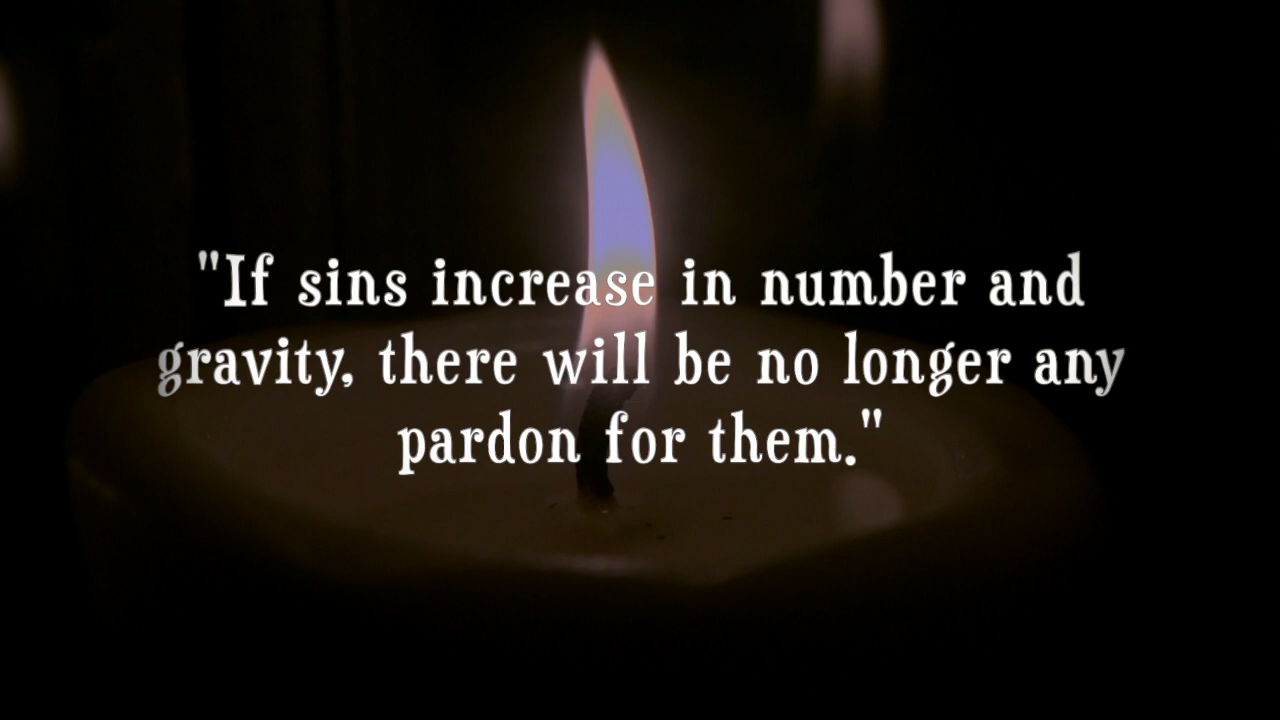 "If sins increase in number and
gravity, there will be no longer any
pardon for them."